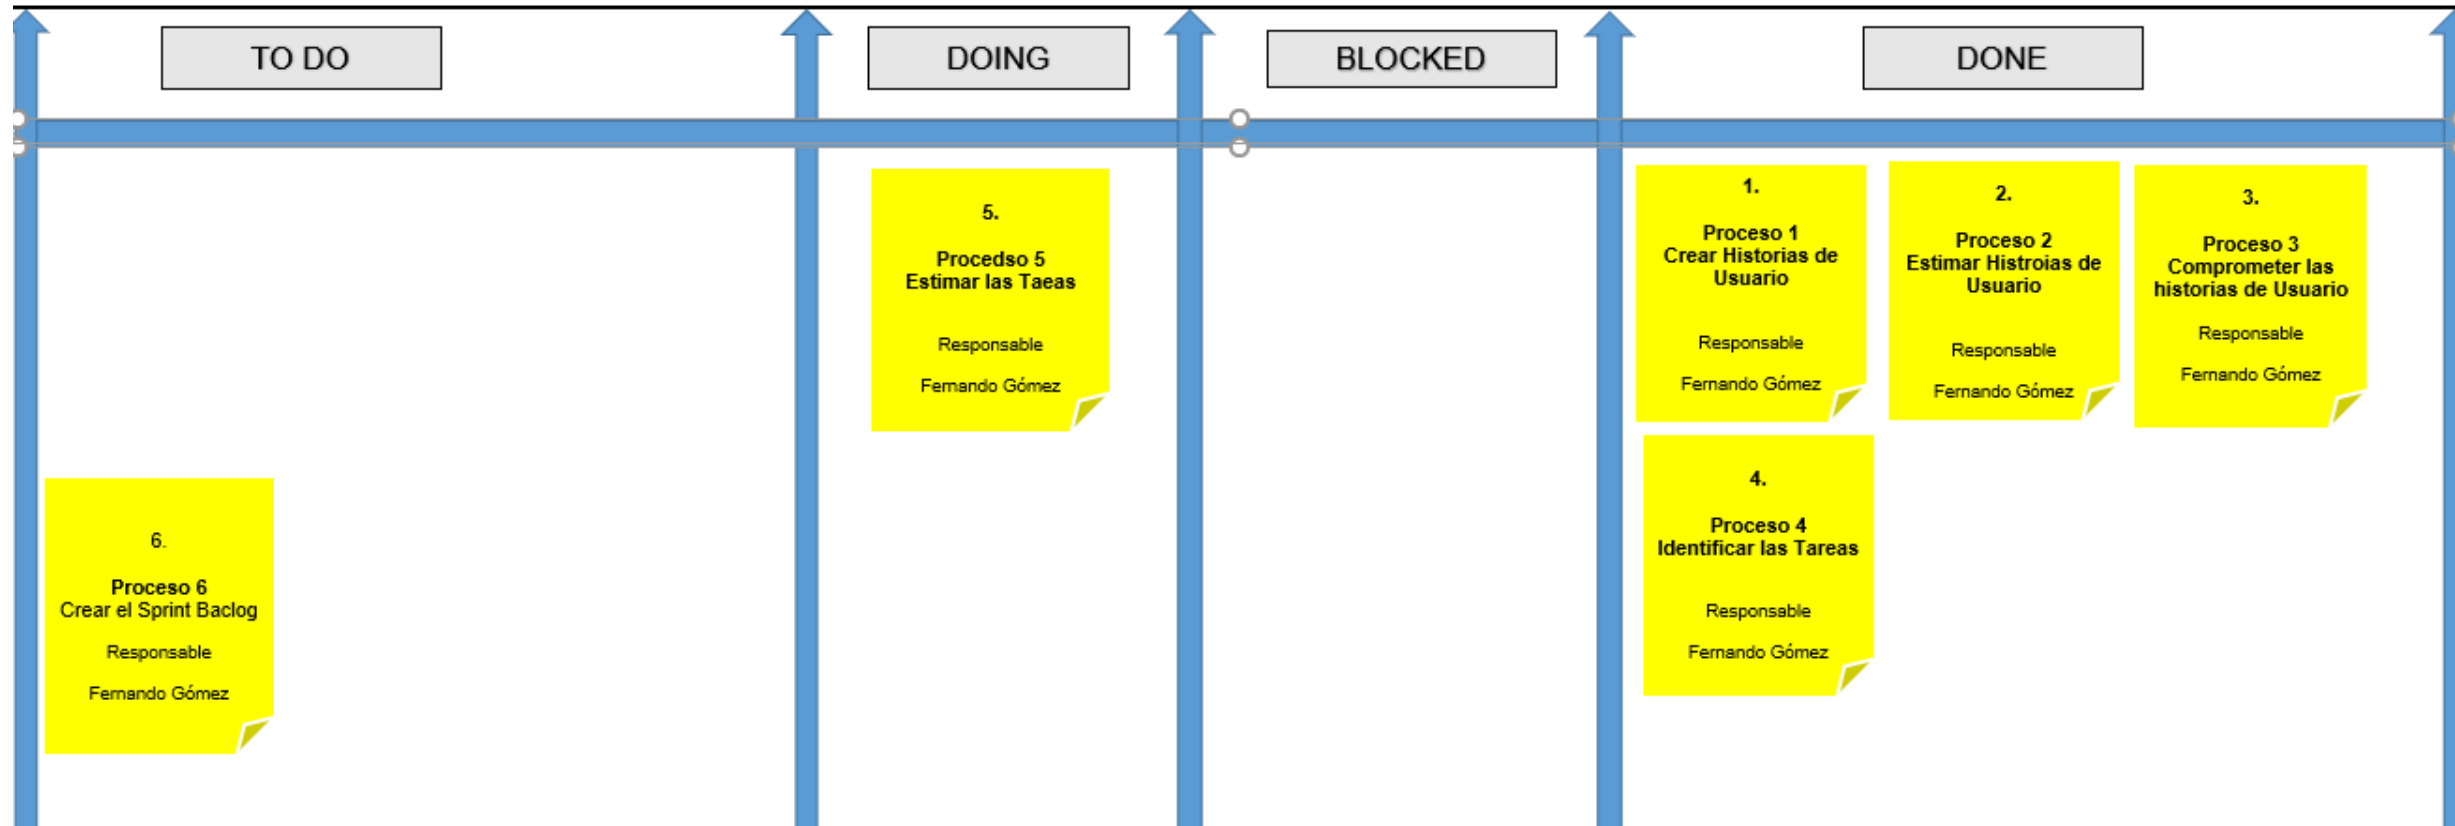 TO DO
DOING
BLOCKED
DONE
6.
Proceso 6
Crear el Sprint Baclog
Responsable
Fernando Gómez
5.
Procedso 5
Estimar las Taeas
Responsable
Fernando Gómez
1.
Proceso 1
Crear Historias de
Usuario
Responsable
Fernando Gómez
2.
Proceso 2
Estimar Histroias de
Usuario
Responsable
Fernando Gómez
3.
Proceso 3
Comprometer las
historias de Usuario
Responsable
Fernando Gómez
4.
Proceso 4
Identificar las Tareas
Responsable
Fernando Gómez